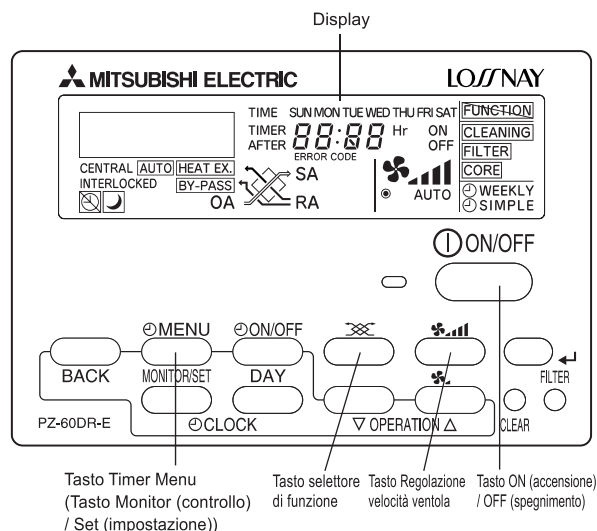 Display
MITSUBISHI ELECTRIC LOSSNAY
TIME SUN MON TUE WED THU FRI SAT FUNCTION
TIMER AFTER 88:88 Hr ON OFF CLEANING
ERROR CODE FILTER
CORE
CENTRAL AUTO HEAT EX. SA
INTERLOCKED BY-PASS
OA RA AUTO
WEEKLY
SIMPLE
ON/OFF
MENU ON/OFF
BACK MONITOR/SET DAY FILTER
PZ-60DR-E CLOCK ▽ OPERATION △ CLEAR
Tasto Timer Menu
(Tasto Monitor (controllo)
/ Set (impostazione))
Tasto selettore
di funzione
Tasto Regolazione
velocità ventola
Tasto ON (accensione)
/ OFF (spegnimento)